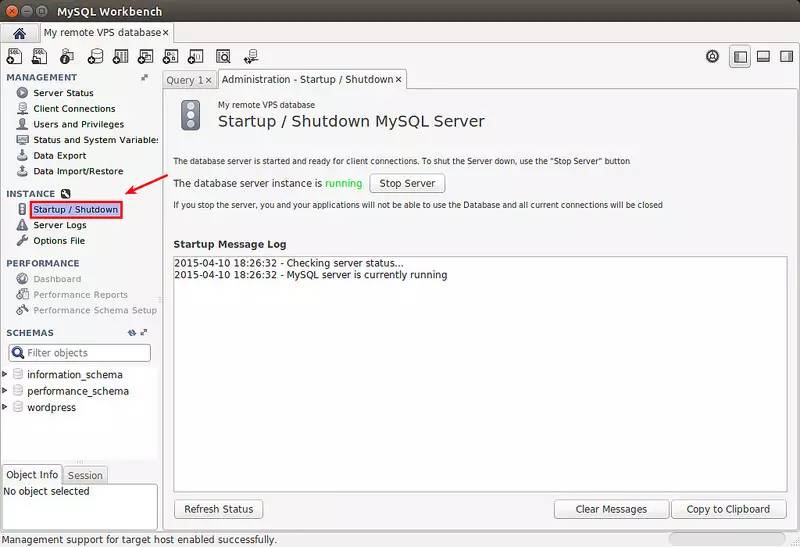 MySQL Workbench
My remote VPS database ×
MANAGEMENT
Server Status
Client Connections
Users and Privileges
Status and System Variables
Data Export
Data Import/Restore
INSTANCE
Startup / Shutdown
Server Logs
Options File
PERFORMANCE
Dashboard
Performance Reports
Performance Schema Setup
SCHEMAS
Filter objects
information_schema
performance_schema
wordpress
Object Info Session
No object selected
Query 1 × Administration - Startup / Shutdown ×
My remote VPS database
Startup / Shutdown MySQL Server
The database server is started and ready for client connections. To shut the Server down, use the "Stop Server" button
The database server instance is running Stop Server
If you stop the server, you and your applications will not be able to use the Database and all current connections will be closed
Startup Message Log
2015-04-10 18:26:32 - Checking server status...
2015-04-10 18:26:32 - MySQL server is currently running
Refresh Status Clear Messages Copy to Clipboard
Management support for target host enabled successfully.